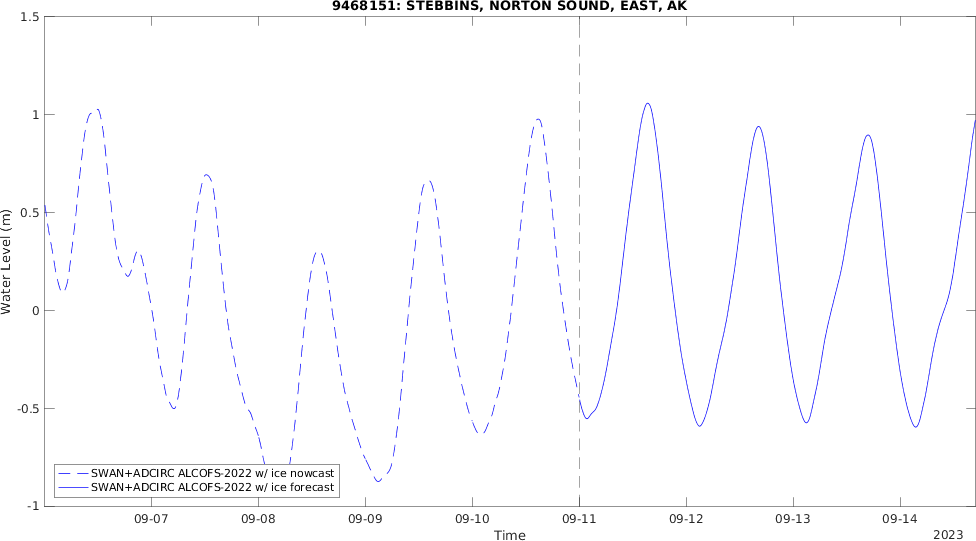 9468151: STEBBINS, NORTON SOUND, EAST, AK
Water Level (m)
1.5
1
0.5
0
-0.5
-1
SWAN+ADCIRC ALCOFS-2022 w/ ice nowcast
SWAN+ADCIRC ALCOFS-2022 w/ ice forecast
09-07 09-08 09-09 09-10 09-11 09-12 09-13 09-14
Time
2023